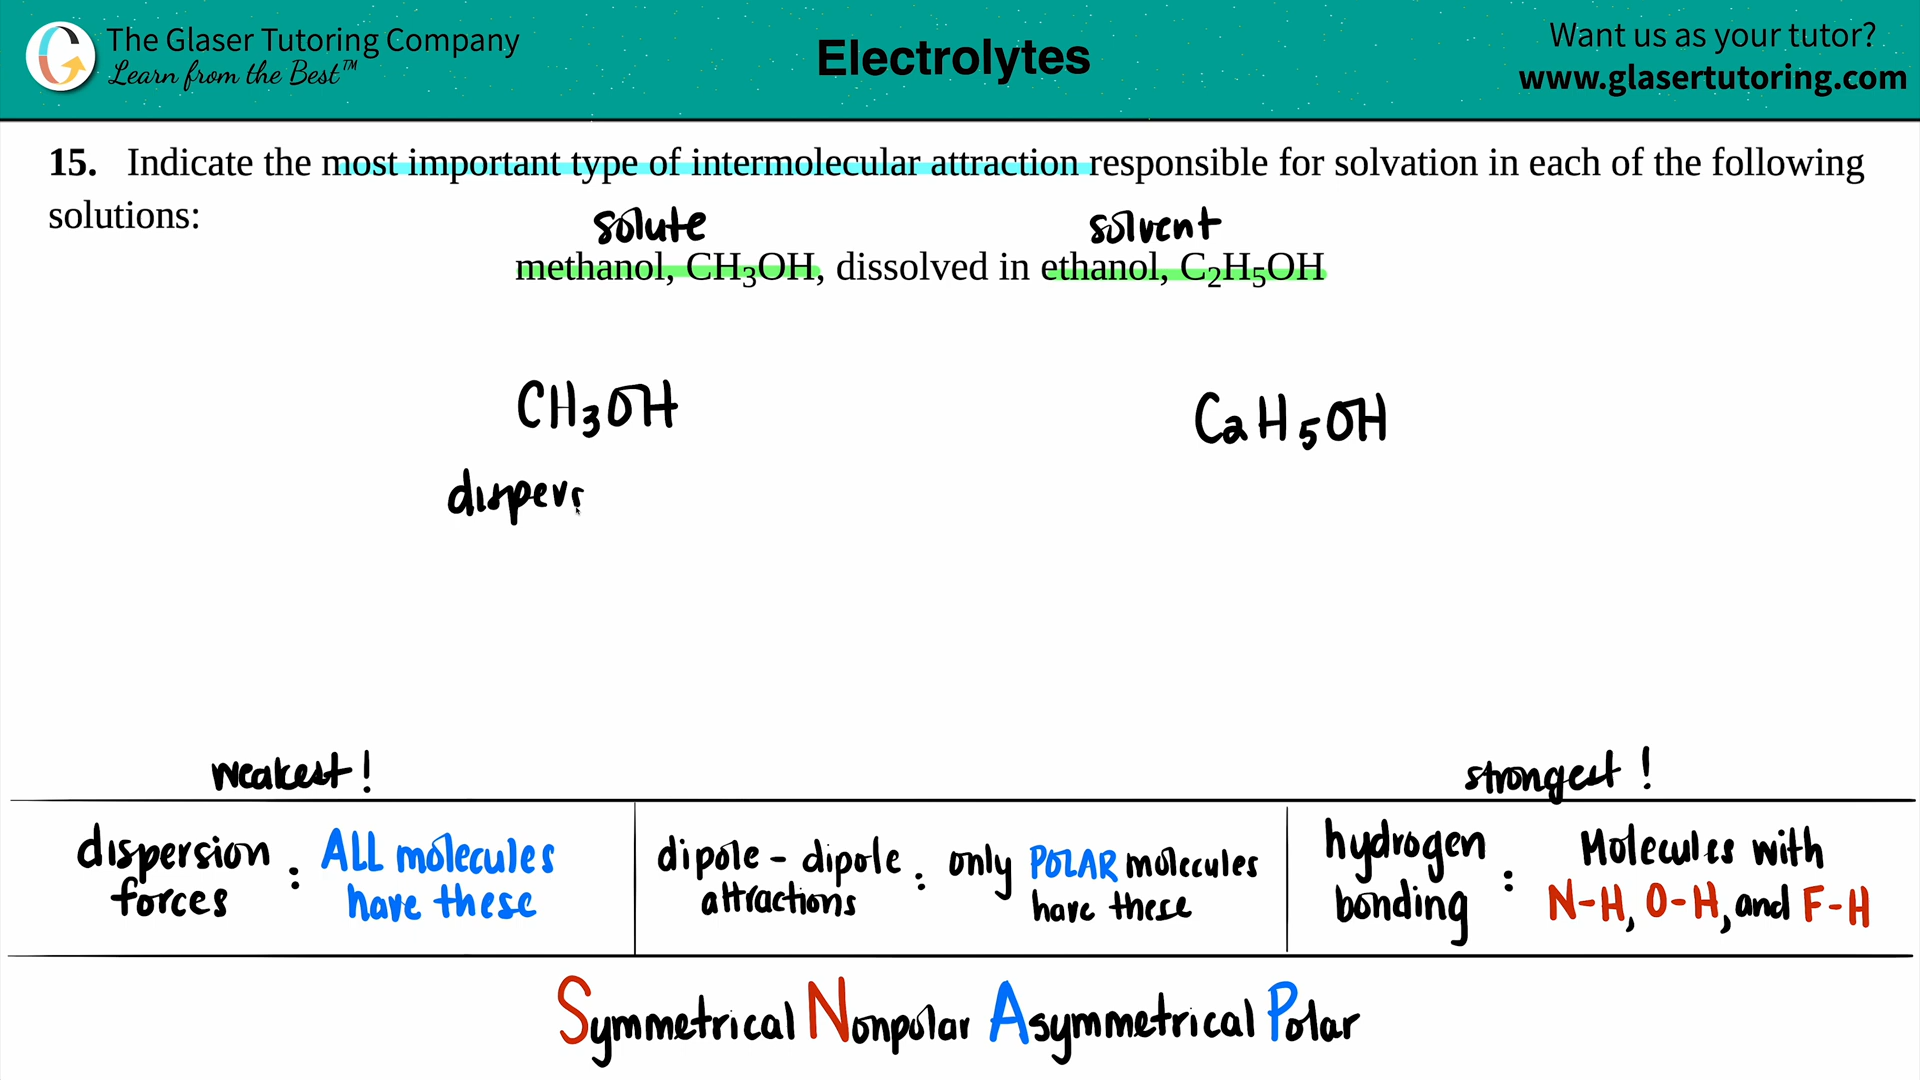 The Glaser Tutoring Company
Learn from the Best™
Electrolytes
Want us as your tutor?
www.glasertutoring.com
15. Indicate the most important type of intermolecular attraction responsible for solvation in each of the following
solutions:
solute
solvent
methanol, CH₃OH, dissolved in ethanol, C₂H₅OH
CH₃OH
C₂H₅OH
dispers
weakest!
strongest!
dispersion forces : ALL molecules have these
dipole-dipole attractions : only POLAR molecules have these
hydrogen bonding : Molecules with N-H, O-H, and F-H
Symmetrical Nonpolar Asymmetrical Polar